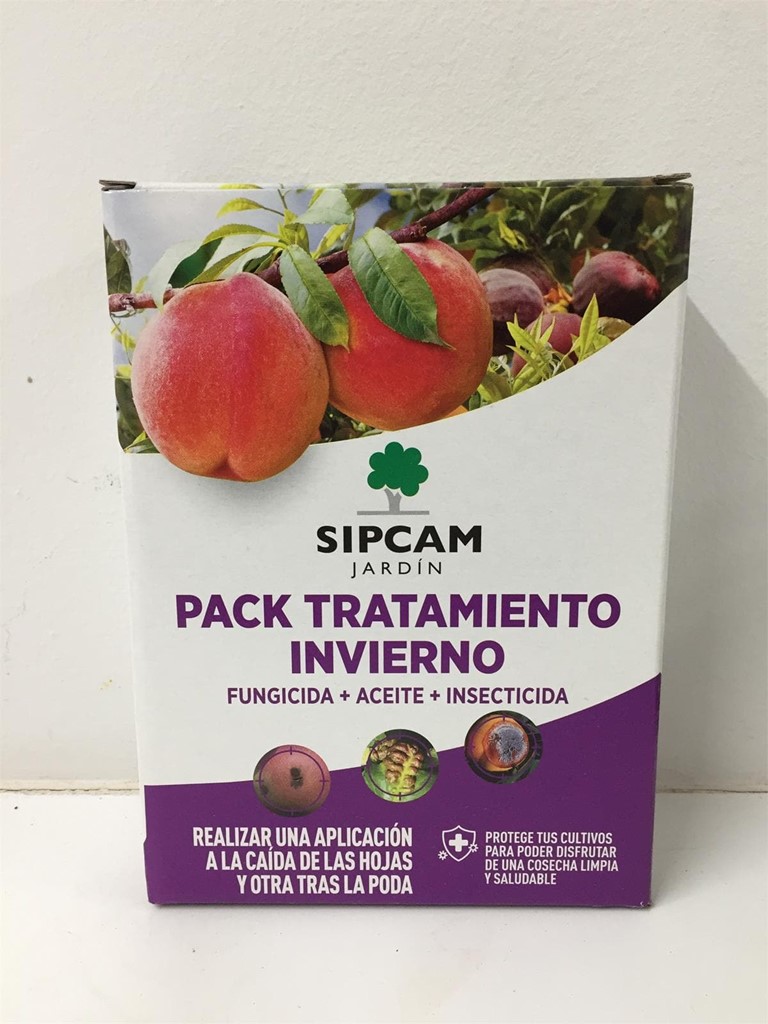 SIPCAM
JARDÍN
PACK TRATAMIENTO
INVIERNO
FUNGICIDA + ACEITE + INSECTICIDA
REALIZAR UNA APLICACIÓN
A LA CAÍDA DE LAS HOJAS
Y OTRA TRAS LA PODA
PROTEGE TUS CULTIVOS
PARA PODER DISFRUTAR
DE UNA COSECHA LIMPIA
Y SALUDABLE